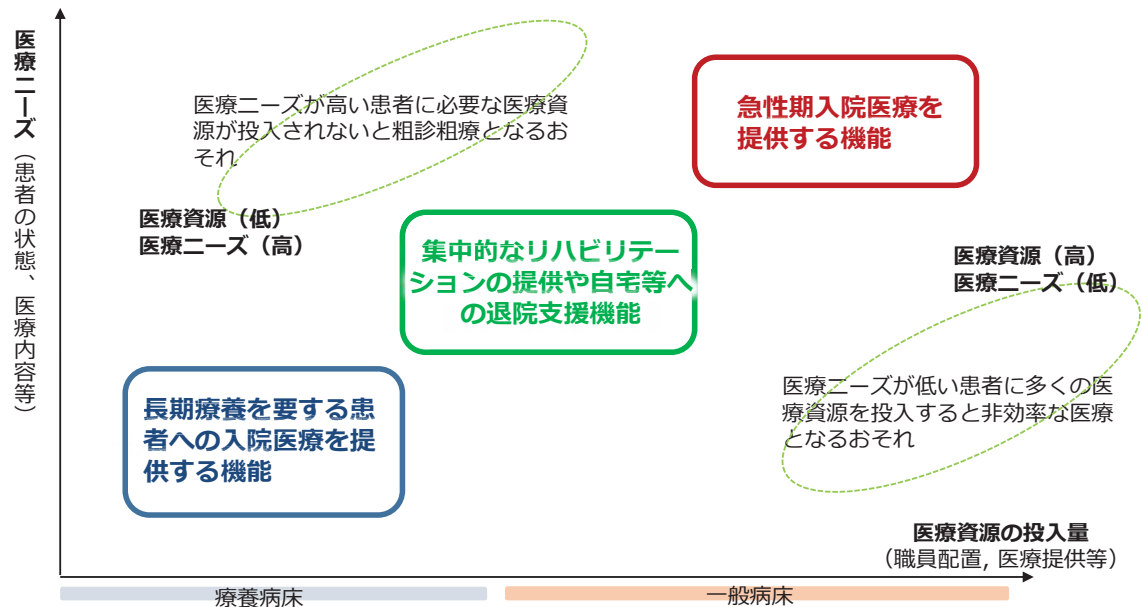 医療ニーズ（患者の状態、医療内容等）
医療ニーズが高い患者に必要な医療資
源が投入されないと粗診粗療となるお
それ
医療資源（低）
医療ニーズ（高）
急性期入院医療を
提供する機能
集中的なリハビリテー
ションの提供や自宅等へ
の退院支援機能
医療資源（高）
医療ニーズ（低）
医療ニーズが低い患者に多くの医
療資源を投入すると非効率な医療
となるおそれ
長期療養を要する患
者への入院医療を提
供する機能
医療資源の投入量
（職員配置, 医療提供等）
療養病床
一般病床